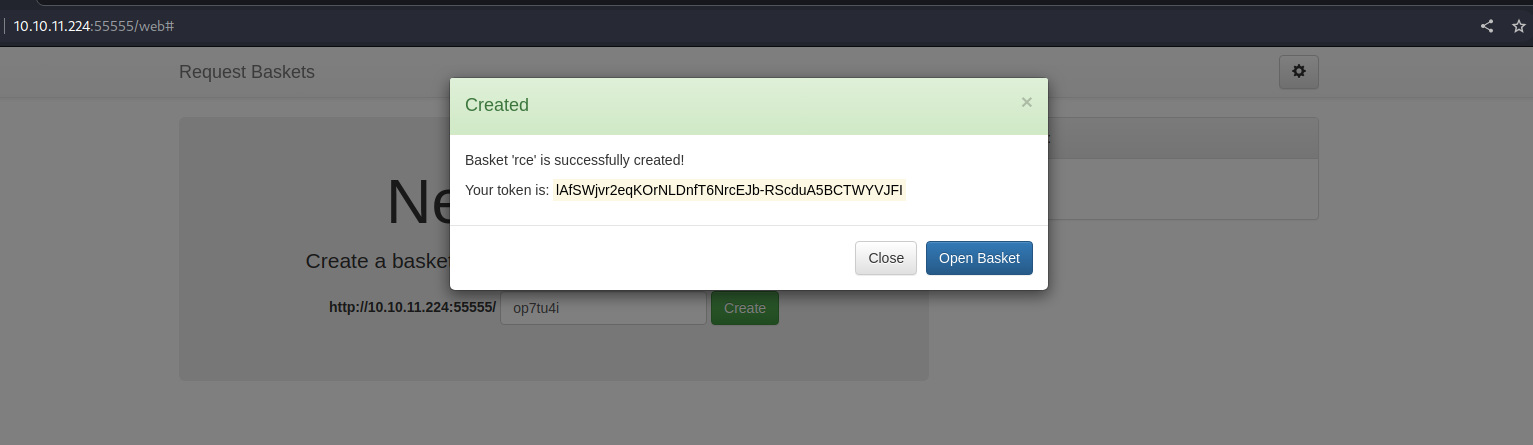 10.10.11.224:55555/web#
Request Baskets
Created
×
Basket 'rce' is successfully created!
Your token is: lAfSWjvr2eqKOrNLDnfT6NrcEJb-RScduA5BCTWYVJFI
Ne
Close
Open Basket
Create a basket
http://10.10.11.224:55555/
op7tu4i
Create